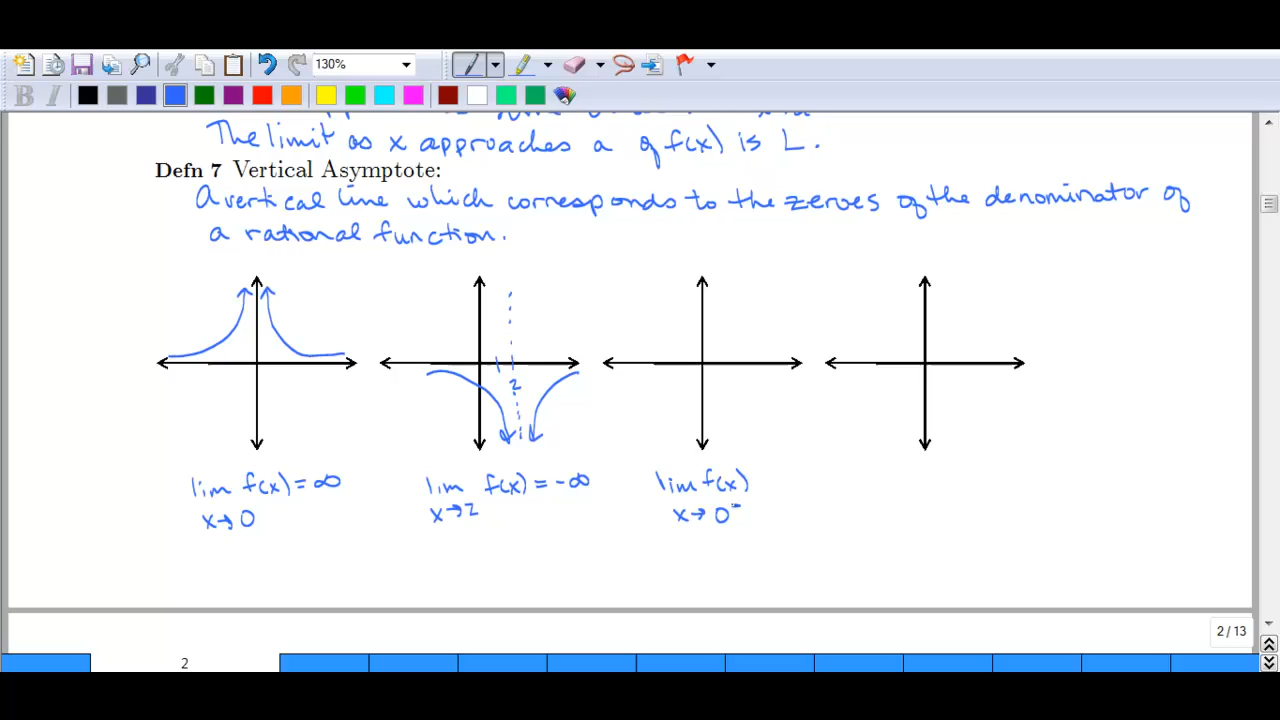 130%
B I
The limit as x approaches a of f(x) is L.
Defn 7 Vertical Asymptote:
A vertical line which corresponds to the zeroes of the denominator of
a rational function.
2
lim f(x) = ∞
x→0
lim f(x) = -∞
x→2
lim f(x)
x→0⁻
2 / 13
2